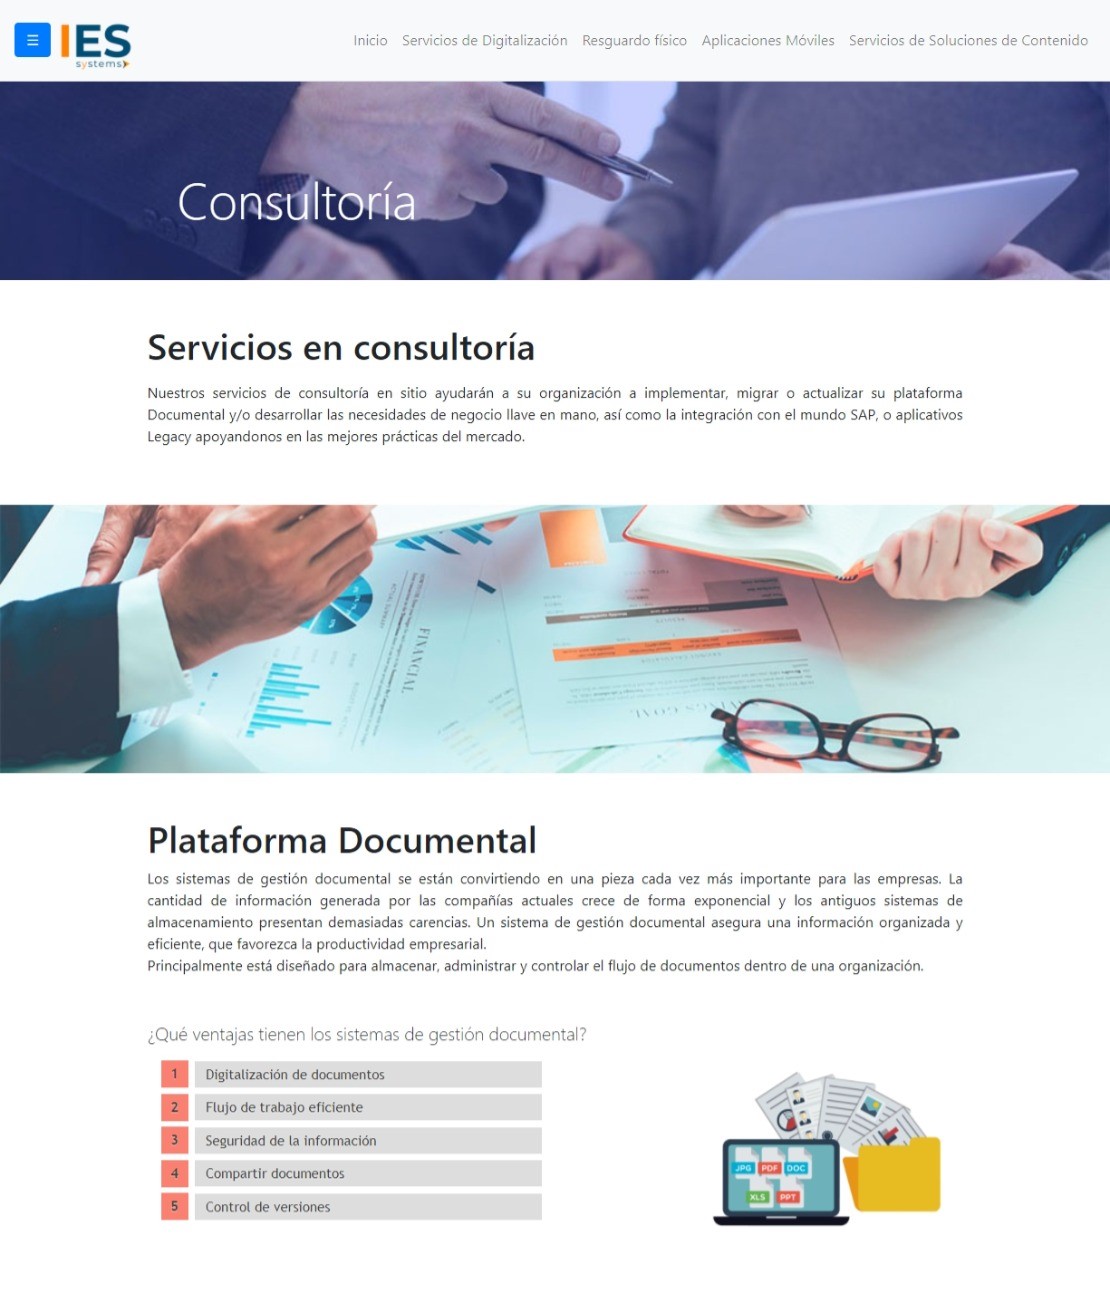 ☰ IES
systems
Inicio Servicios de Digitalización Resguardo físico Aplicaciones Móviles Servicios de Soluciones de Contenido
Consultoría
Servicios en consultoría
Nuestros servicios de consultoría en sitio ayudarán a su organización a implementar, migrar o actualizar su plataforma
Documental y/o desarrollar las necesidades de negocio llave en mano, así como la integración con el mundo SAP, o aplicativos
Legacy apoyandonos en las mejores prácticas del mercado.
FINANCIAL
SAVINGS GOAL
Plataforma Documental
Los sistemas de gestión documental se están convirtiendo en una pieza cada vez más importante para las empresas. La
cantidad de información generada por las compañías actuales crece de forma exponencial y los antiguos sistemas de
almacenamiento presentan demasiadas carencias. Un sistema de gestión documental asegura una información organizada y
eficiente, que favorezca la productividad empresarial.
Principalmente está diseñado para almacenar, administrar y controlar el flujo de documentos dentro de una organización.
¿Qué ventajas tienen los sistemas de gestión documental?
1 Digitalización de documentos
2 Flujo de trabajo eficiente
3 Seguridad de la información
4 Compartir documentos
5 Control de versiones
JPG PDF DOC
XLS PPT